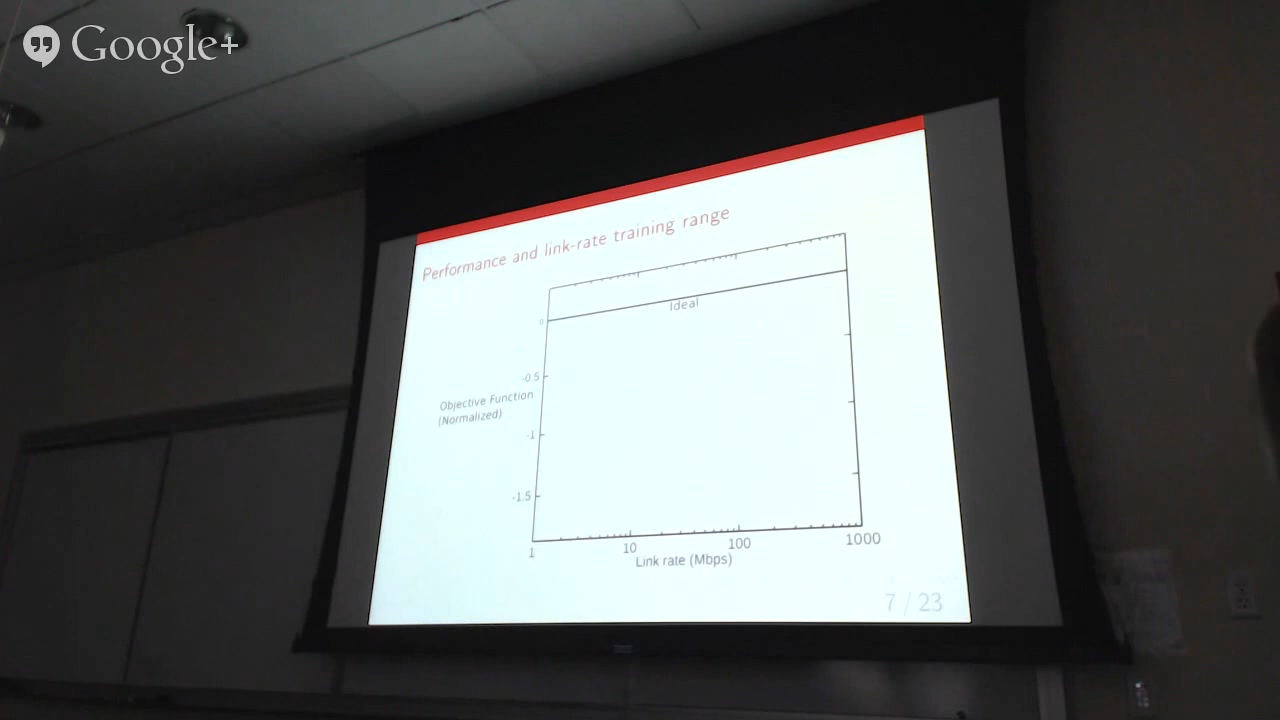 Google+
Performance and link-rate training range
Ideal
0
-0.5
Objective Function
(Normalized)
-1
-1.5
1
10
100
1000
Link rate (Mbps)
7 / 23